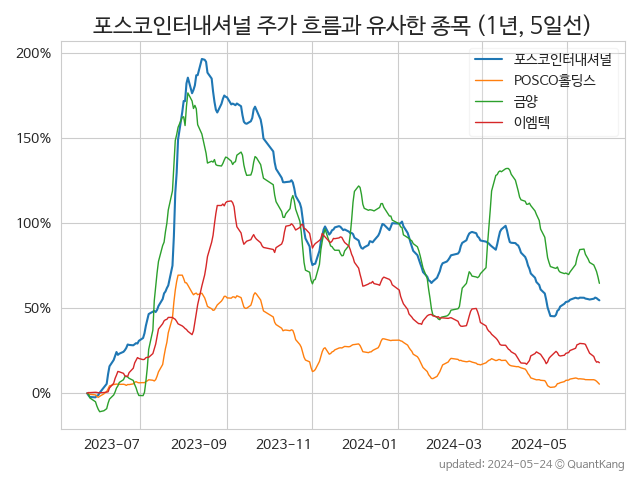 포스코인터내셔널 주가 흐름과 유사한 종목 (1년, 5일선)
포스코인터내셔널
POSCO홀딩스
금양
이엠텍
200%
150%
100%
50%
0%
2023-07 2023-09 2023-11 2024-01 2024-03 2024-05
updated: 2024-05-24 © QuantKang